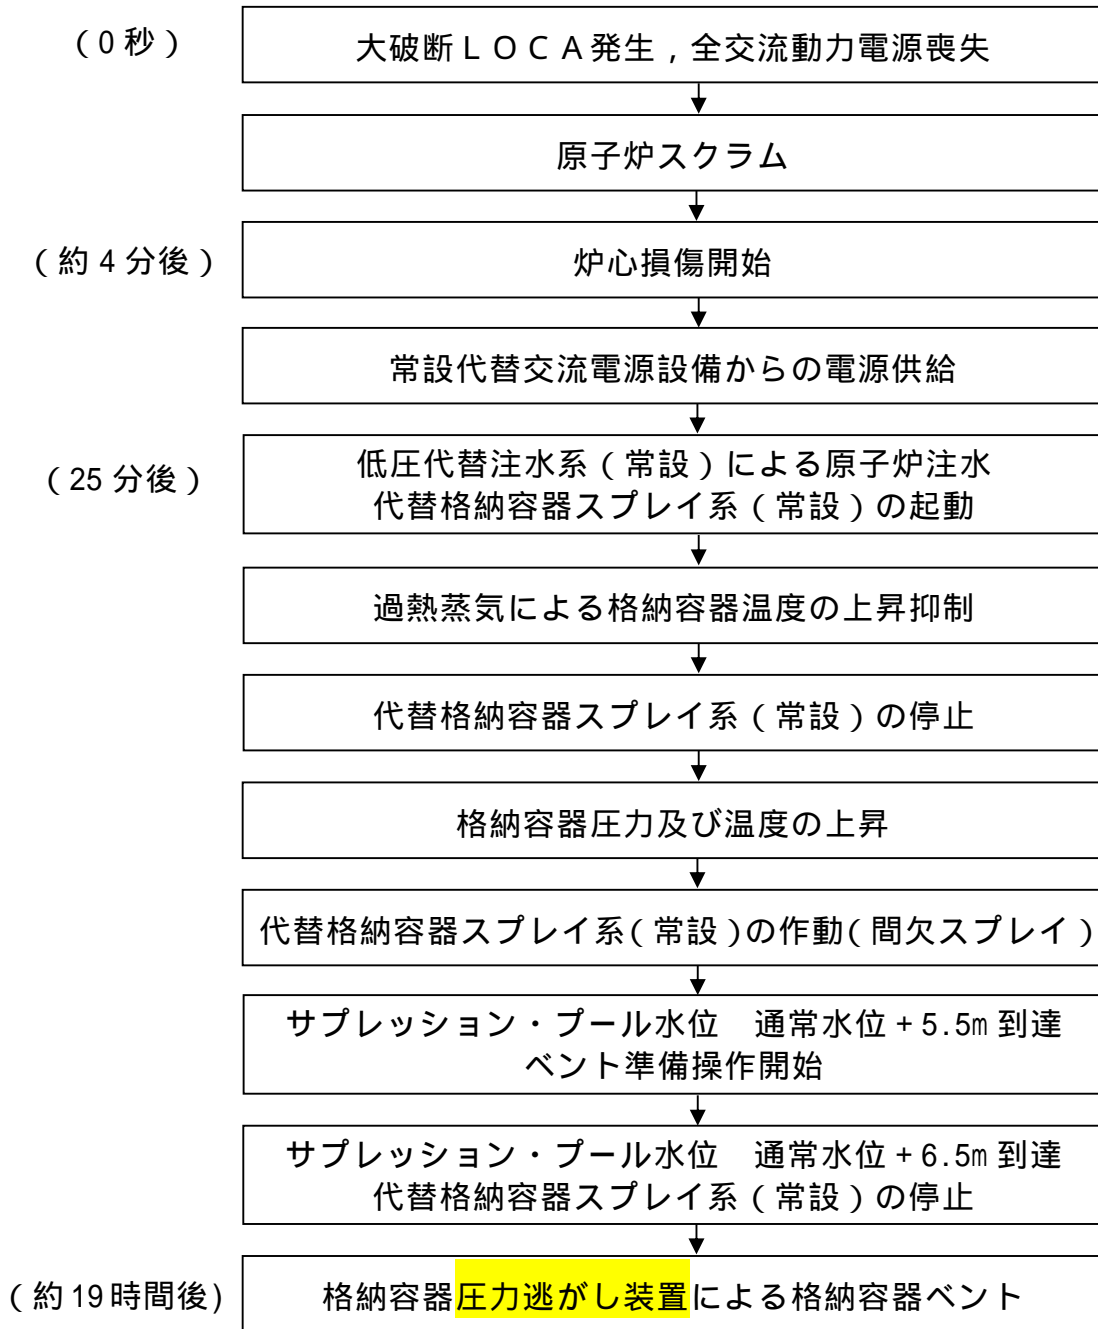 （0秒）
大破断ＬＯＣＡ発生，全交流動力電源喪失
原子炉スクラム
（約4分後）
炉心損傷開始
常設代替交流電源設備からの電源供給
（25分後）
低圧代替注水系（常設）による原子炉注水
代替格納容器スプレイ系（常設）の起動
過熱蒸気による格納容器温度の上昇抑制
代替格納容器スプレイ系（常設）の停止
格納容器圧力及び温度の上昇
代替格納容器スプレイ系(常設)の作動(間欠スプレイ)
サプレッション・プール水位　通常水位+5.5m到達
ベント準備操作開始
サプレッション・プール水位　通常水位+6.5m到達
代替格納容器スプレイ系（常設）の停止
(約19時間後)
格納容器圧力逃がし装置による格納容器ベント